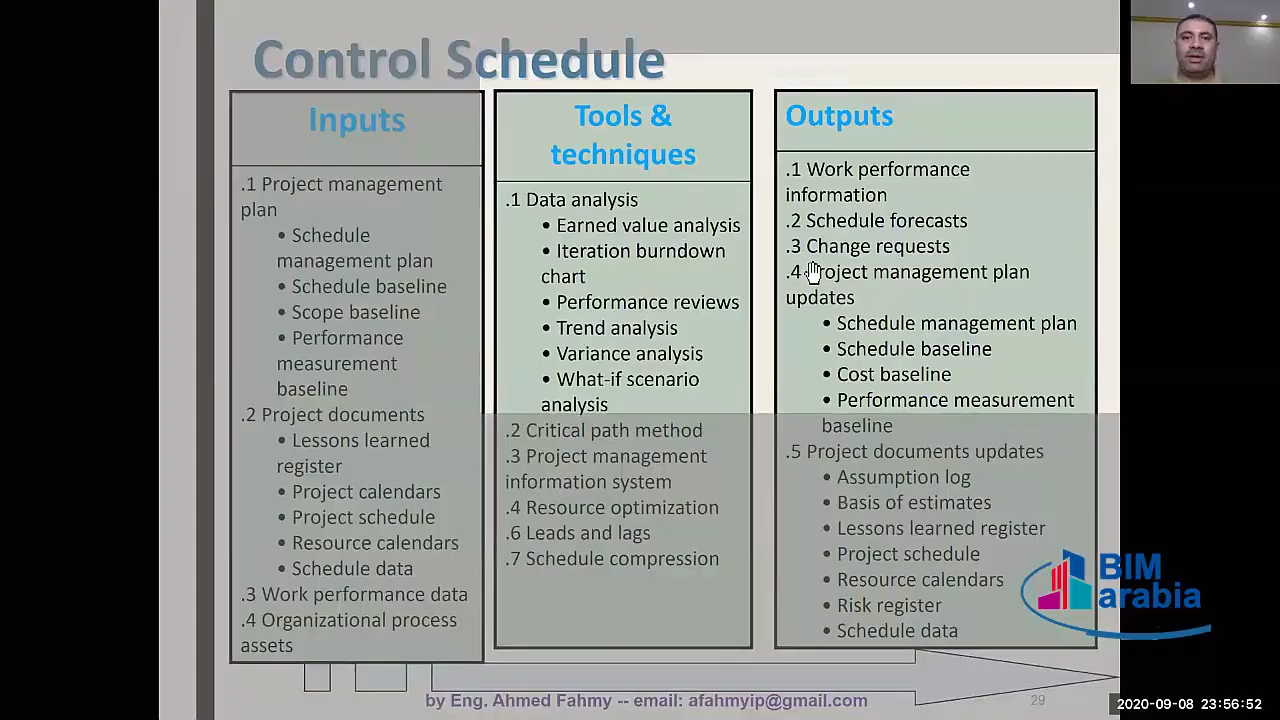 Control Schedule
Inputs
.1 Project management
plan
• Schedule
management plan
• Schedule baseline
• Scope baseline
• Performance
measurement
baseline
.2 Project documents
• Lessons learned
register
• Project calendars
• Project schedule
• Resource calendars
• Schedule data
.3 Work performance data
.4 Organizational process
assets
Tools &
techniques
.1 Data analysis
• Earned value analysis
• Iteration burndown
chart
• Performance reviews
• Trend analysis
• Variance analysis
• What-if scenario
analysis
.2 Critical path method
.3 Project management
information system
.4 Resource optimization
.6 Leads and lags
.7 Schedule compression
Outputs
.1 Work performance
information
.2 Schedule forecasts
.3 Change requests
.4 Project management plan
updates
• Schedule management plan
• Schedule baseline
• Cost baseline
• Performance measurement
baseline
.5 Project documents updates
• Assumption log
• Basis of estimates
• Lessons learned register
• Project schedule
• Resource calendars
• Risk register
• Schedule data
BIM
arabia
by Eng. Ahmed Fahmy -- email: afahmyip@gmail.com
29
2020-09-08 23:56:52